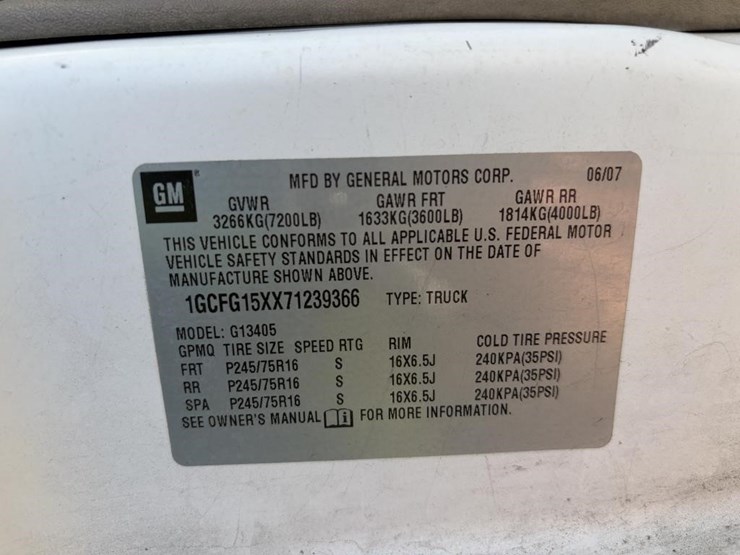 GM ® MFD BY GENERAL MOTORS CORP. 06/07
GVWR GAWR FRT GAWR RR
3266KG(7200LB) 1633KG(3600LB) 1814KG(4000LB)
THIS VEHICLE CONFORMS TO ALL APPLICABLE U.S. FEDERAL MOTOR
VEHICLE SAFETY STANDARDS IN EFFECT ON THE DATE OF
MANUFACTURE SHOWN ABOVE.
1GCFG15XX71239366 TYPE: TRUCK
MODEL: G13405
GPMQ TIRE SIZE SPEED RTG RIM COLD TIRE PRESSURE
FRT P245/75R16 S 16X6.5J 240KPA(35PSI)
RR P245/75R16 S 16X6.5J 240KPA(35PSI)
SPA P245/75R16 S 16X6.5J 240KPA(35PSI)
SEE OWNER'S MANUAL i FOR MORE INFORMATION.